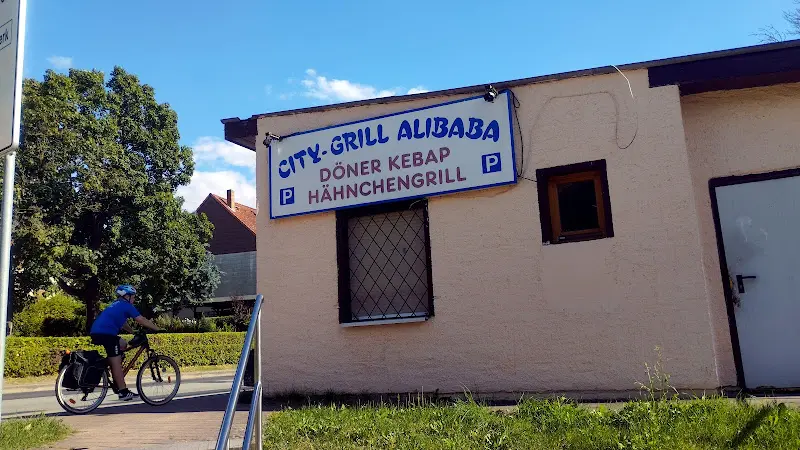 CITY-GRILL ALIBABA
DÖNER KEBAP
HÄHNCHENGRILL
P
P